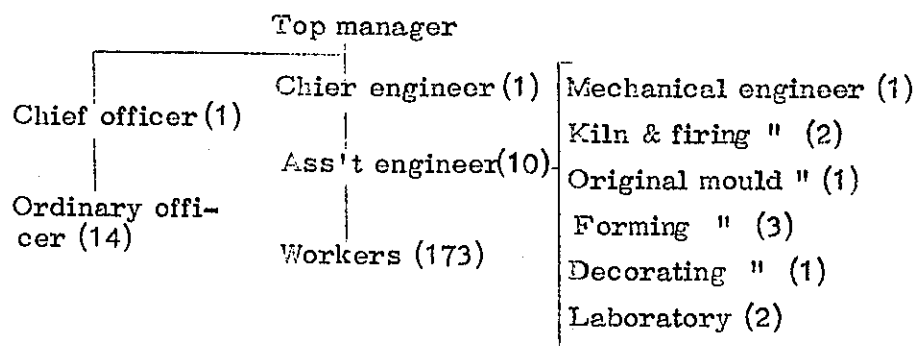 Top manager
Chief officer (1)
Ordinary offi-
cer (14)
Chier engineer (1)
Ass't engineer(10)
Workers (173)
Mechanical engineer (1)
Kiln & firing " (2)
Original mould " (1)
Forming " (3)
Decorating " (1)
Laboratory (2)